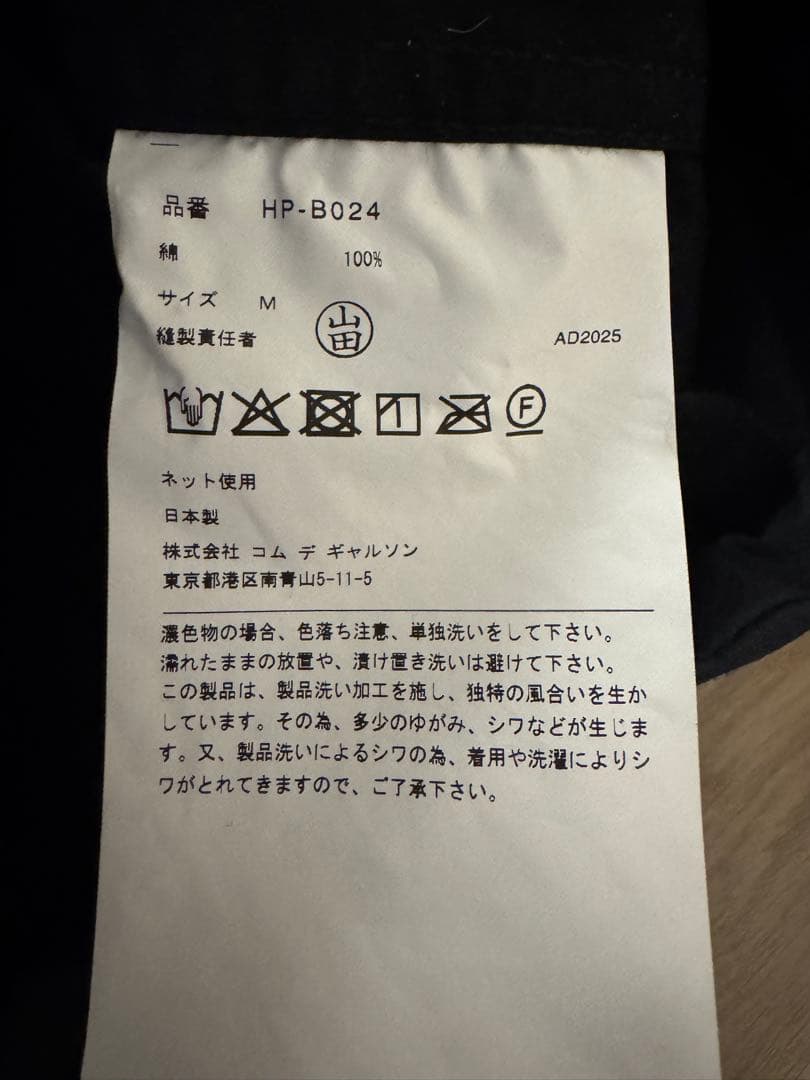 品番 HP-B024
綿 100%
サイズ M
縫製責任者 山田 AD2025
F
ネット使用
日本製
株式会社 コム デ ギャルソン
東京都港区南青山5-11-5
濃色物の場合、色落ち注意、単独洗いをして下さい。
濡れたままの放置や、漬け置き洗いは避けて下さい。
この製品は、製品洗い加工を施し、独特の風合いを生か
しています。その為、多少のゆがみ、シワなどが生じま
す。又、製品洗いによるシワの為、着用や洗濯によりシ
ワがとれてきますので、ご了承下さい。